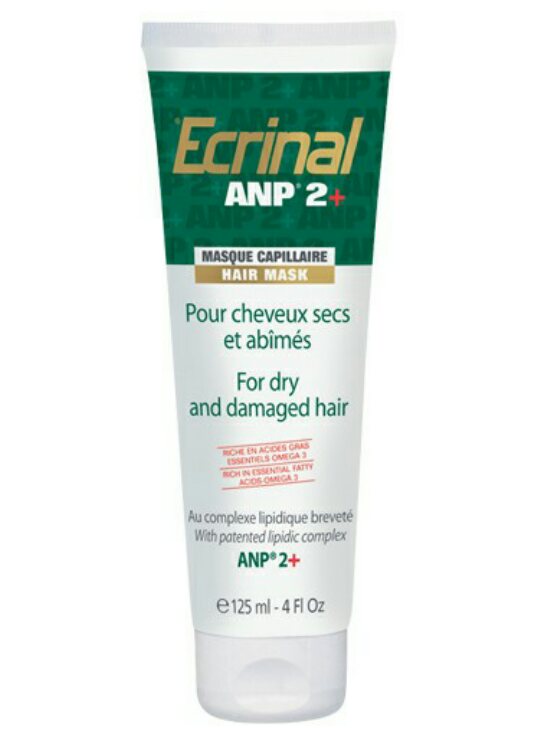 Ecrinal
ANP® 2+
MASQUE CAPILLAIRE
HAIR MASK
Pour cheveux secs
et abîmés
For dry
and damaged hair
RICHE EN ACIDES GRAS
ESSENTIELS OMEGA 3
RICH IN ESSENTIAL FATTY
ACIDS OMEGA 3
Au complexe lipidique breveté
With patented lipidic complex
ANP® 2+
℮125 ml - 4 Fl Oz